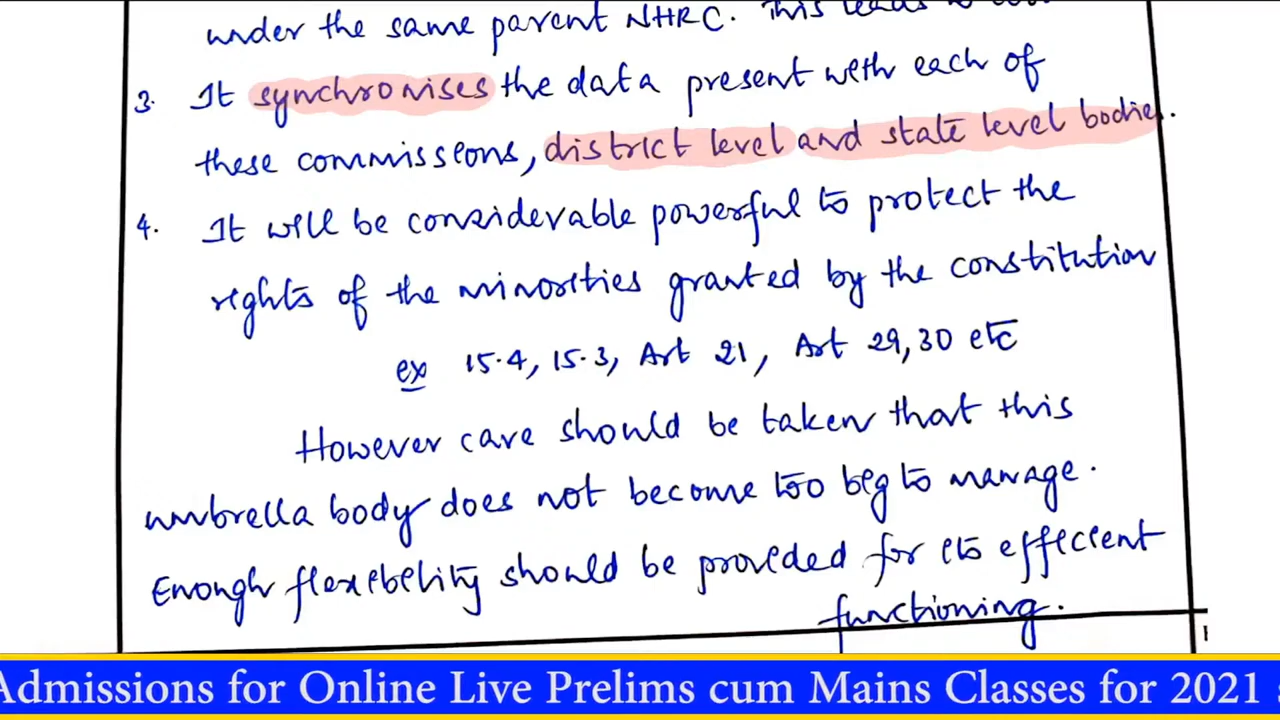 under the same parent NHRC. This leads to
3. It synchronises the data present with each of
these commissions, district level and state level bodies.
4. It will be considerable powerful to protect the
rights of the minorities granted by the constitution
ex 15.4, 15.3, Art 21, Art 29,30 etc
However care should be taken that this
umbrella body does not become too big to manage.
Enough flexibility should be provided for its efficient
functioning.
Admissions for Online Live Prelims cum Mains Classes for 2021